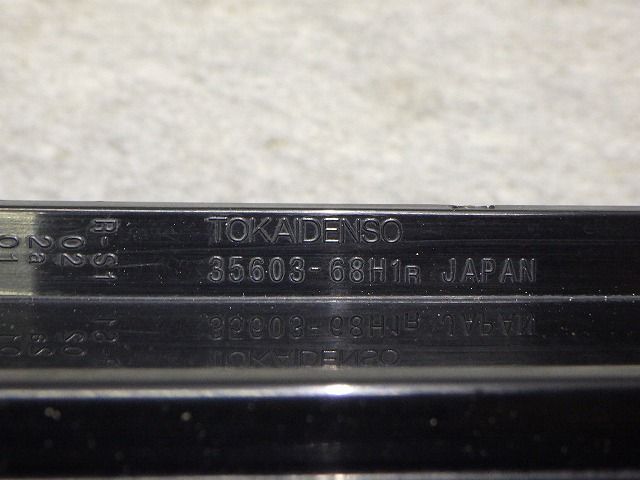 TOKAIDENSO
35603-68H1R JAPAN
R-S1
02
2a
01